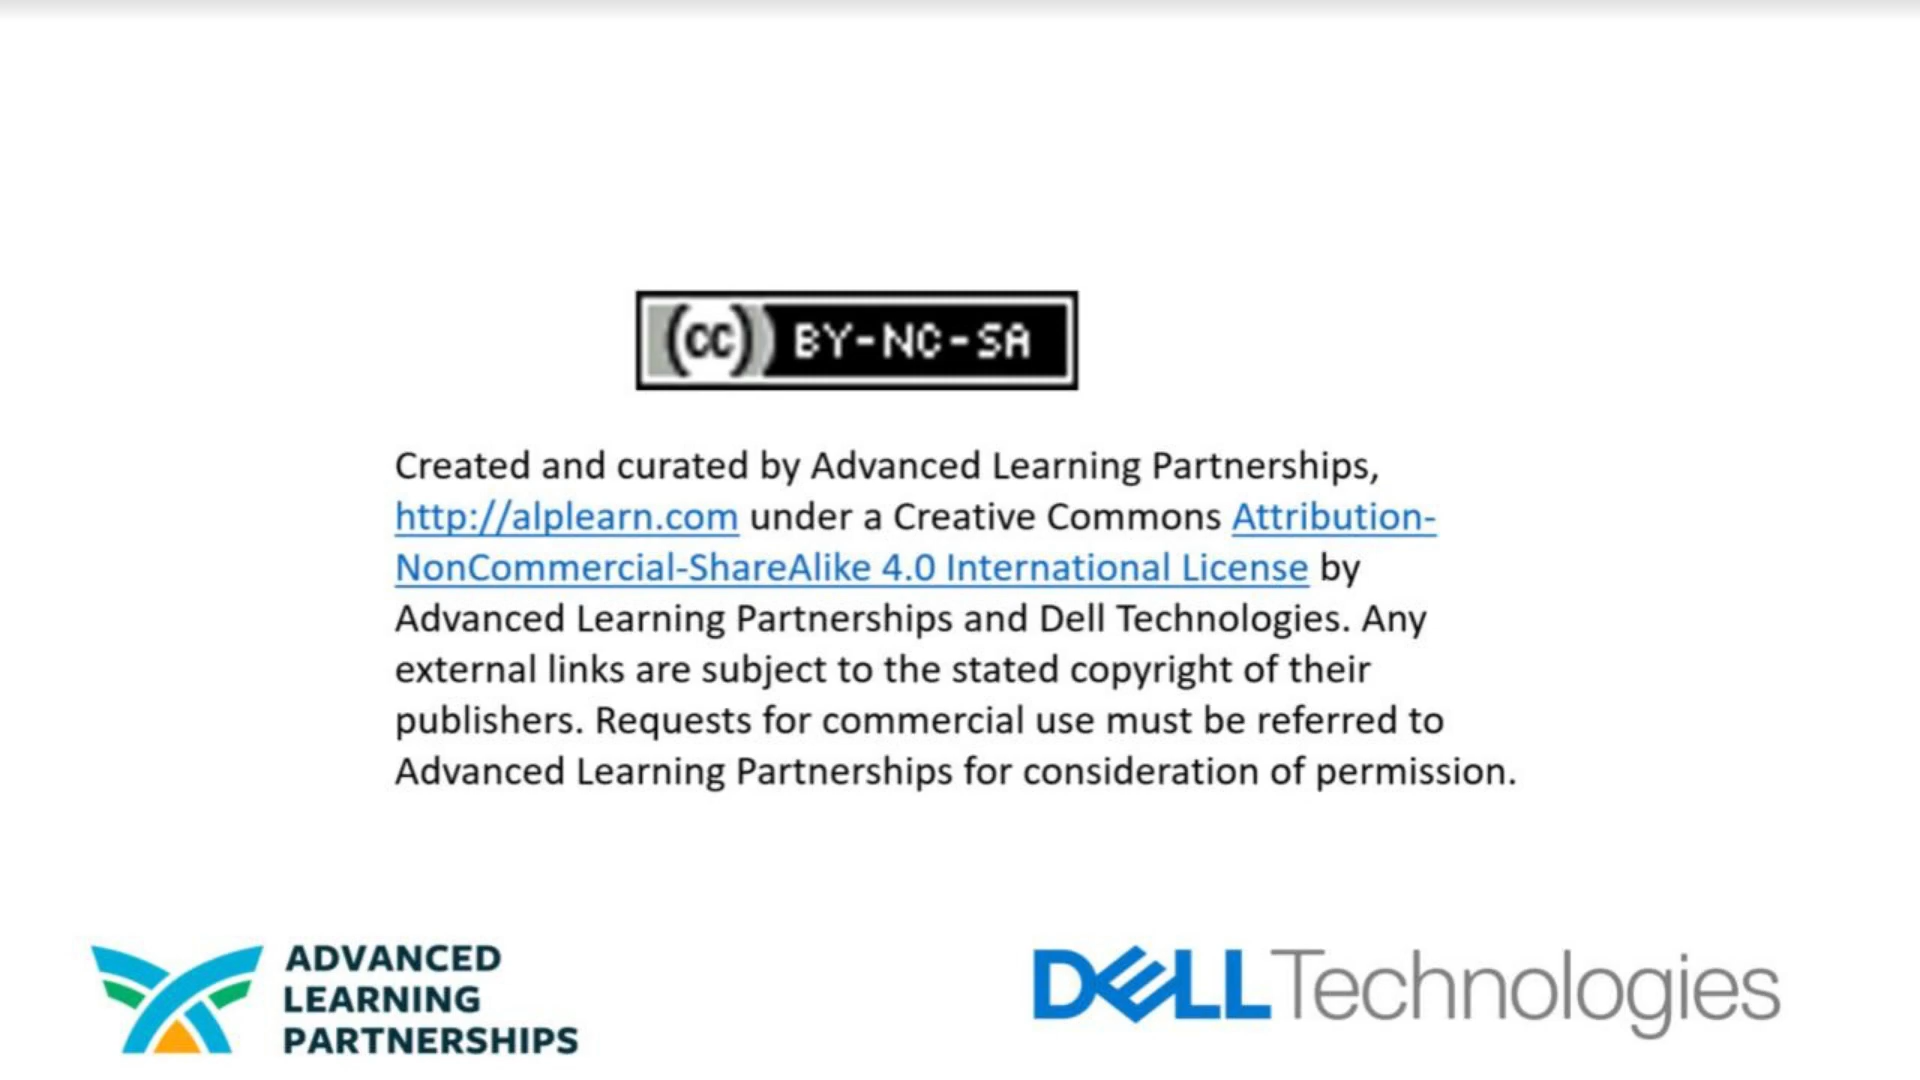 (cc) BY-NC-SA
Created and curated by Advanced Learning Partnerships,
http://alplearn.com under a Creative Commons Attribution-
NonCommercial-ShareAlike 4.0 International License by
Advanced Learning Partnerships and Dell Technologies. Any
external links are subject to the stated copyright of their
publishers. Requests for commercial use must be referred to
Advanced Learning Partnerships for consideration of permission.
ADVANCED
LEARNING
PARTNERSHIPS
DELL Technologies